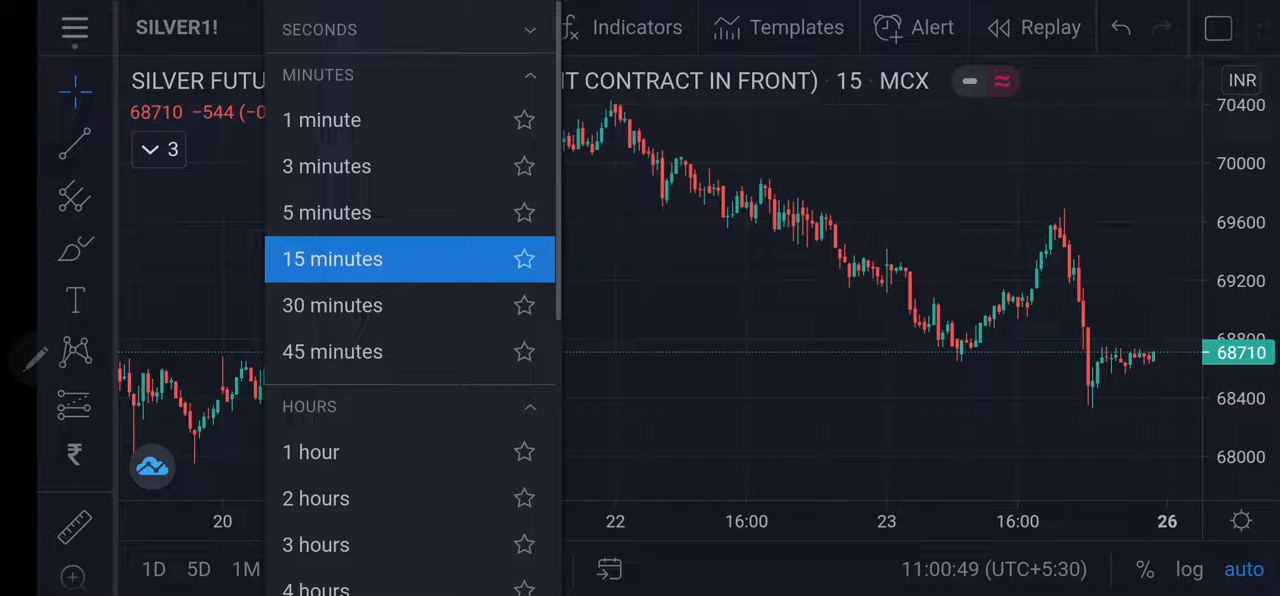 SILVER1!
SECONDS
Indicators
Templates
Alert
Replay
MINUTES
SILVER FUTU
T CONTRACT IN FRONT) 15 MCX
INR
68710 −544 (−0
3
1 minute
3 minutes
5 minutes
15 minutes
30 minutes
45 minutes
HOURS
1 hour
2 hours
3 hours
4 hours
70400
70000
69600
69200
68800
68710
68400
68000
20
22
16:00
23
16:00
26
1D 5D 1M
11:00:49 (UTC+5:30)
% log auto